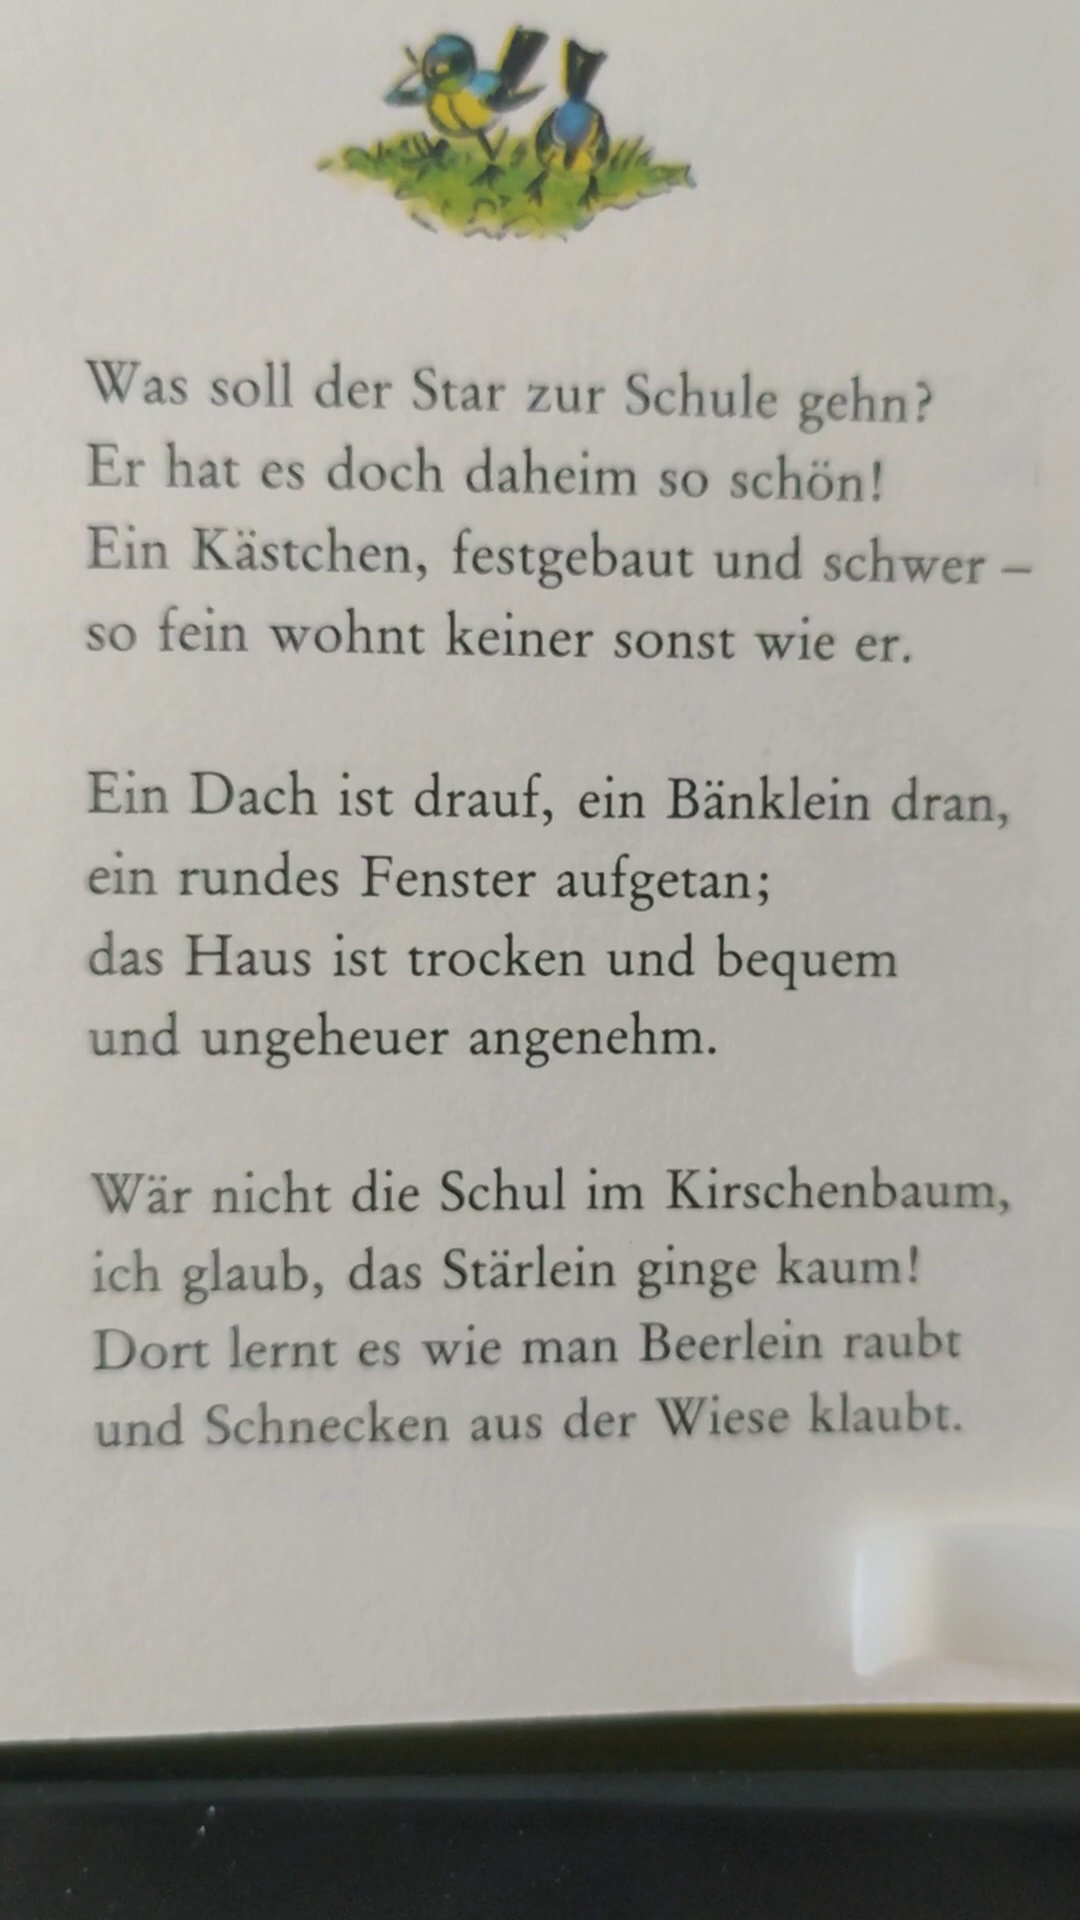 Was soll der Star zur Schule gehn?
Er hat es doch daheim so schön!
Ein Kästchen, festgebaut und schwer –
so fein wohnt keiner sonst wie er.
Ein Dach ist drauf, ein Bänklein dran,
ein rundes Fenster aufgetan;
das Haus ist trocken und bequem
und ungeheuer angenehm.
Wär nicht die Schul im Kirschenbaum,
ich glaub, das Stärlein ginge kaum!
Dort lernt es wie man Beerlein raubt
und Schnecken aus der Wiese klaubt.